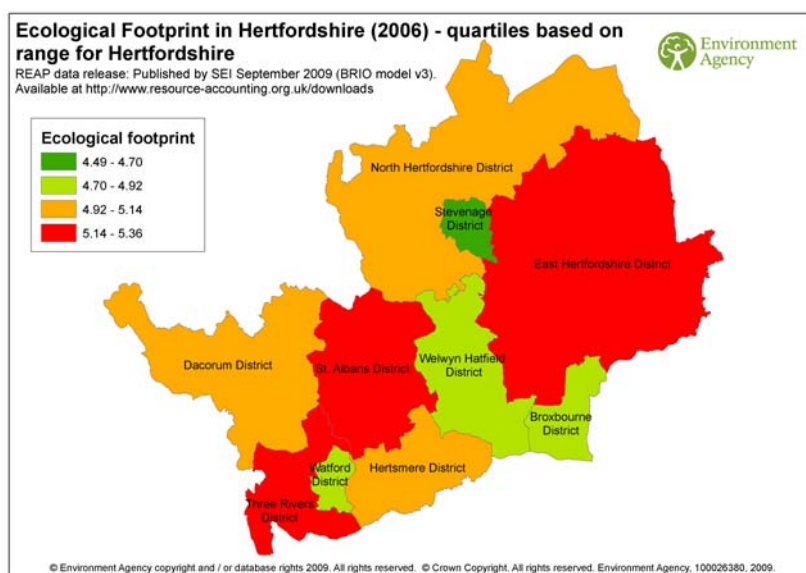 Ecological Footprint in Hertfordshire (2006) - quartiles based on
range for Hertfordshire
REAP data release: Published by SEI September 2009 (BRIO model v3).
Available at http://www.resource-accounting.org.uk/downloads
Environment
Agency
Ecological footprint
4.49 - 4.70
4.70 - 4.92
4.92 - 5.14
5.14 - 5.36
North Hertfordshire District
Stevenage
District
East Hertfordshire District
Dacorum District
St. Albans District
Welwyn Hatfield
District
Broxbourne
District
Watford
District
Hertsmere District
Three Rivers
District
© Environment Agency copyright and / or database rights 2009. All rights reserved. © Crown Copyright. All rights reserved. Environment Agency, 100026380, 2009.